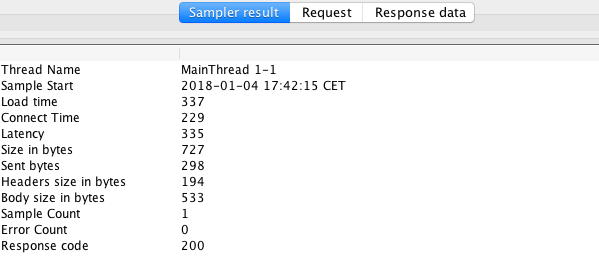 Sampler result Request Response data
Thread Name MainThread 1-1
Sample Start 2018-01-04 17:42:15 CET
Load time 337
Connect Time 229
Latency 335
Size in bytes 727
Sent bytes 298
Headers size in bytes 194
Body size in bytes 533
Sample Count 1
Error Count 0
Response code 200